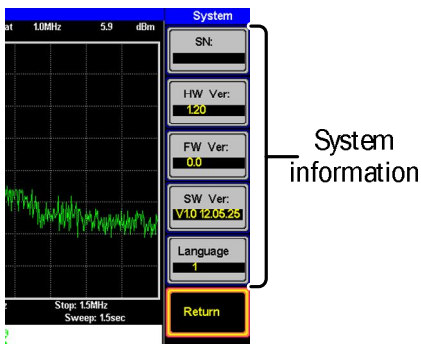 System
at 1.0MHz 5.9 dBm
SN:
HW Ver:
1.20
FW Ver:
0.0
SW Ver:
V1.0 12.05.25
Language
1
Return
Stop: 1.5MHz
Sweep: 1.5sec
System
information